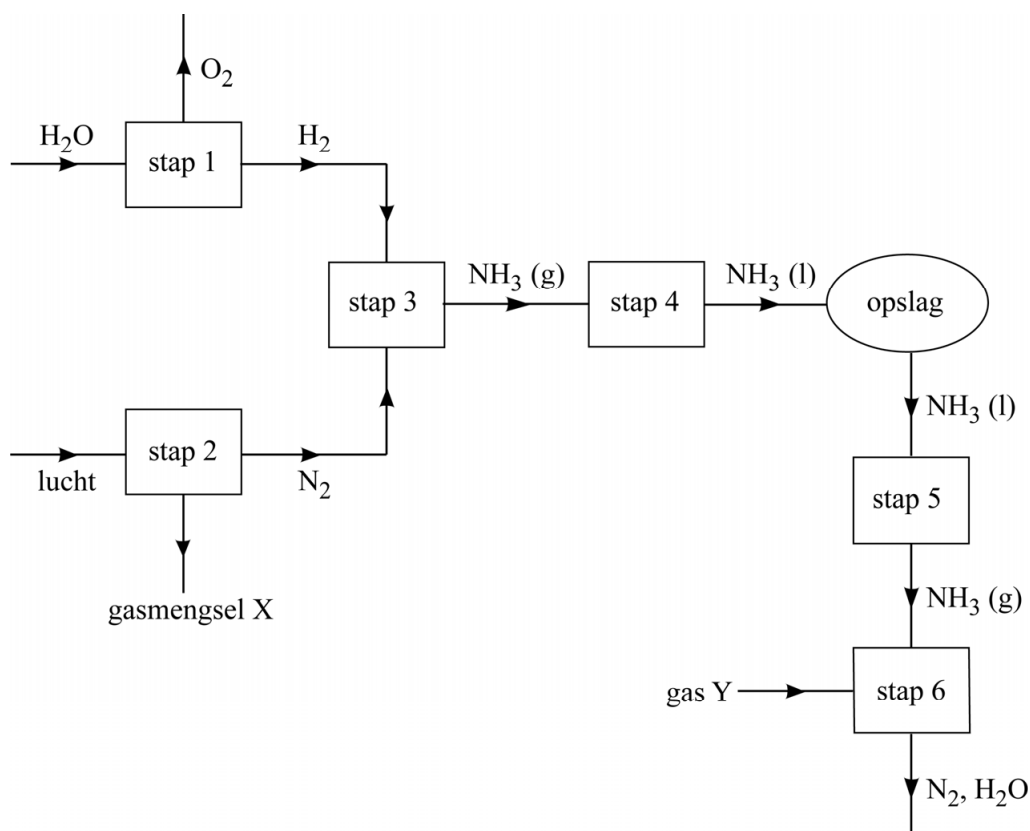 O₂
H₂O
stap 1
H₂
stap 3
NH₃ (g)
stap 4
NH₃ (l)
opslag
NH₃ (l)
lucht
stap 2
N₂
gasmengsel X
stap 5
NH₃ (g)
gas Y
stap 6
N₂, H₂O